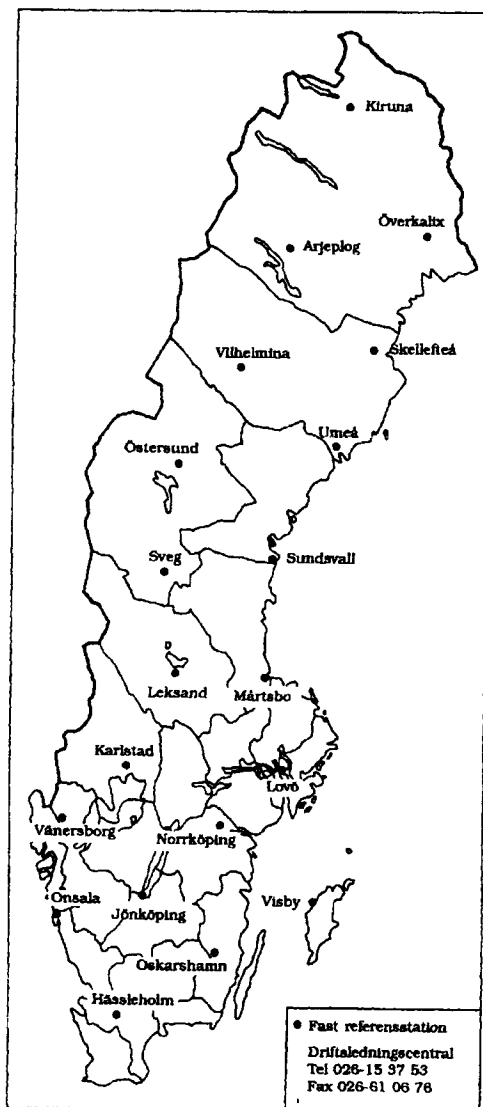 Kiruna
Överkalix
Arjeplog
Vilhelmina
Skellefteå
Umeå
Östersund
Sveg
Sundsvall
Leksand
Mårtsbo
Karlstad
Lovö
Vänersborg
Norrköping
Onsala
Jönköping
Visby
Oskarshamn
Hässleholm
Fast referensstation
Driftsledningscentral
Tel 026-15 37 53
Fax 026-61 06 76